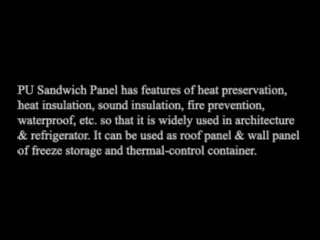 PU Sandwich Panel has features of heat preservation,
heat insulation, sound insulation, fire prevention,
waterproof, etc. so that it is widely used in architecture
& refrigerator. It can be used as roof panel & wall panel
of freeze storage and thermal-control container.